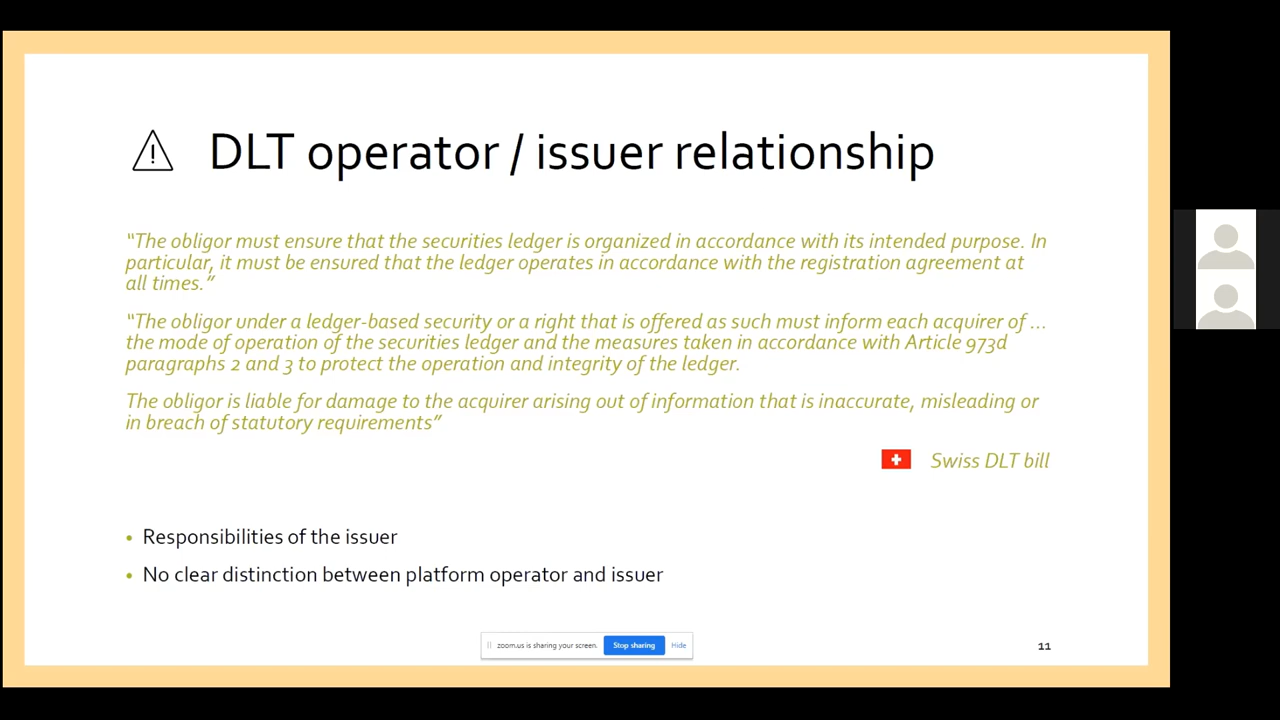 DLT operator / issuer relationship
“The obligor must ensure that the securities ledger is organized in accordance with its intended purpose. In
particular, it must be ensured that the ledger operates in accordance with the registration agreement at
all times.”
“The obligor under a ledger-based security or a right that is offered as such must inform each acquirer of …
the mode of operation of the securities ledger and the measures taken in accordance with Article 973d
paragraphs 2 and 3 to protect the operation and integrity of the ledger.
The obligor is liable for damage to the acquirer arising out of information that is inaccurate, misleading or
in breach of statutory requirements”
Swiss DLT bill
• Responsibilities of the issuer
• No clear distinction between platform operator and issuer
zoom.us is sharing your screen. Stop sharing Hide
11